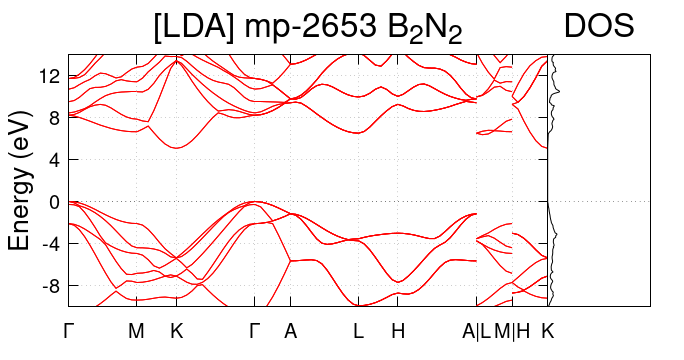 [LDA] mp-2653 B₂N₂ DOS
Energy (eV)
12
8
4
0
-4
-8
Γ M K Γ A L H A|L M|H K